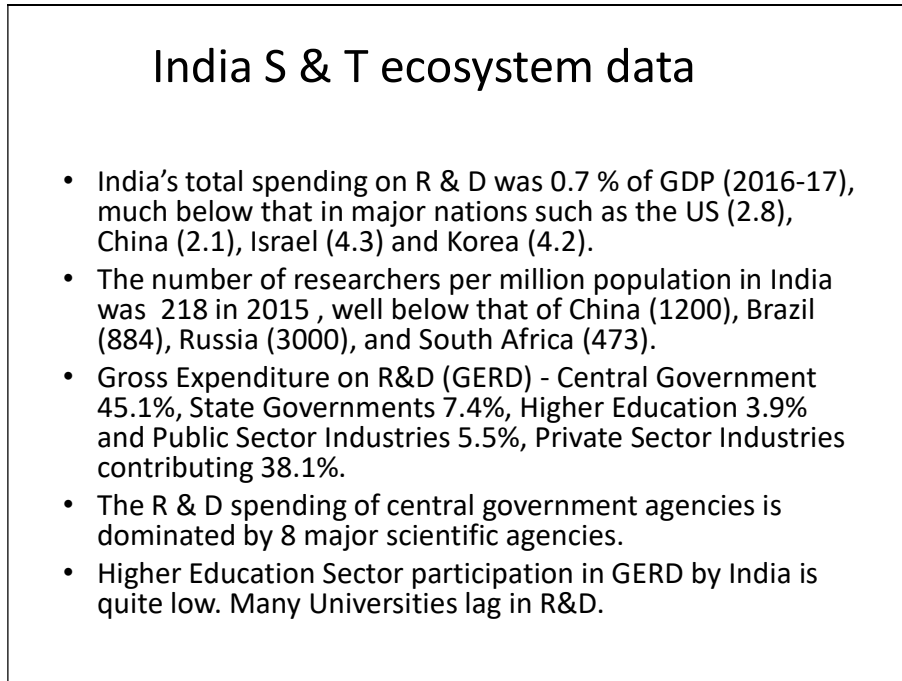 India S & T ecosystem data
• India’s total spending on R & D was 0.7 % of GDP (2016-17),
much below that in major nations such as the US (2.8),
China (2.1), Israel (4.3) and Korea (4.2).
• The number of researchers per million population in India
was  218 in 2015 , well below that of China (1200), Brazil
(884), Russia (3000), and South Africa (473).
• Gross Expenditure on R&D (GERD) - Central Government
45.1%, State Governments 7.4%, Higher Education 3.9%
and Public Sector Industries 5.5%, Private Sector Industries
contributing 38.1%.
• The R & D spending of central government agencies is
dominated by 8 major scientific agencies.
• Higher Education Sector participation in GERD by India is
quite low. Many Universities lag in R&D.